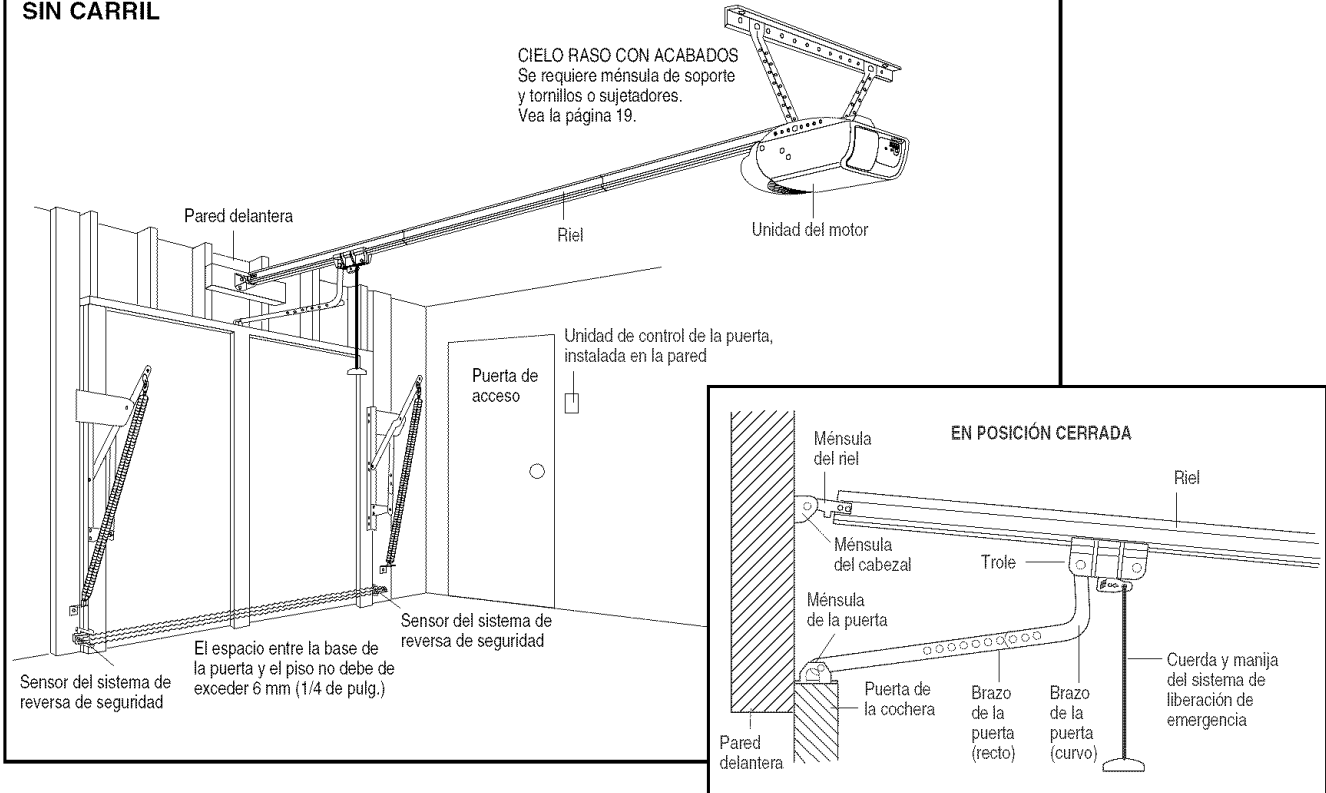 SIN CARRIL
CIELO RASO CON ACABADOS
Se requiere ménsula de soporte
y tornillos o sujetadores.
Vea la página 19.
Pared delantera
Riel
Unidad del motor
Unidad de control de la puerta,
instalada en la pared
Puerta de
acceso
Sensor del sistema de
reversa de seguridad
El espacio entre la base de
la puerta y el piso no debe de
exceder 6 mm (1/4 de pulg.)
Sensor del sistema de
reversa de seguridad
EN POSICIÓN CERRADA
Ménsula
del riel
Riel
Ménsula
del cabezal
Trole
Ménsula
de la puerta
Puerta de
la cochera
Brazo
de la
puerta
(recto)
Brazo
de la
puerta
(curvo)
Cuerda y manija
del sistema de
liberación de
emergencia
Pared
delantera